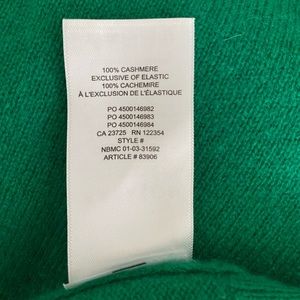 100% CASHMERE
EXCLUSIVE OF ELASTIC
100% CACHEMIRE
À L'EXCLUSION DE L'ÉLASTIQUE
PO 4500146982
PO 4500146983
PO 4500146984
CA 23725 RN 122354
STYLE #
NBMC 01-03-31592
ARTICLE # 83906